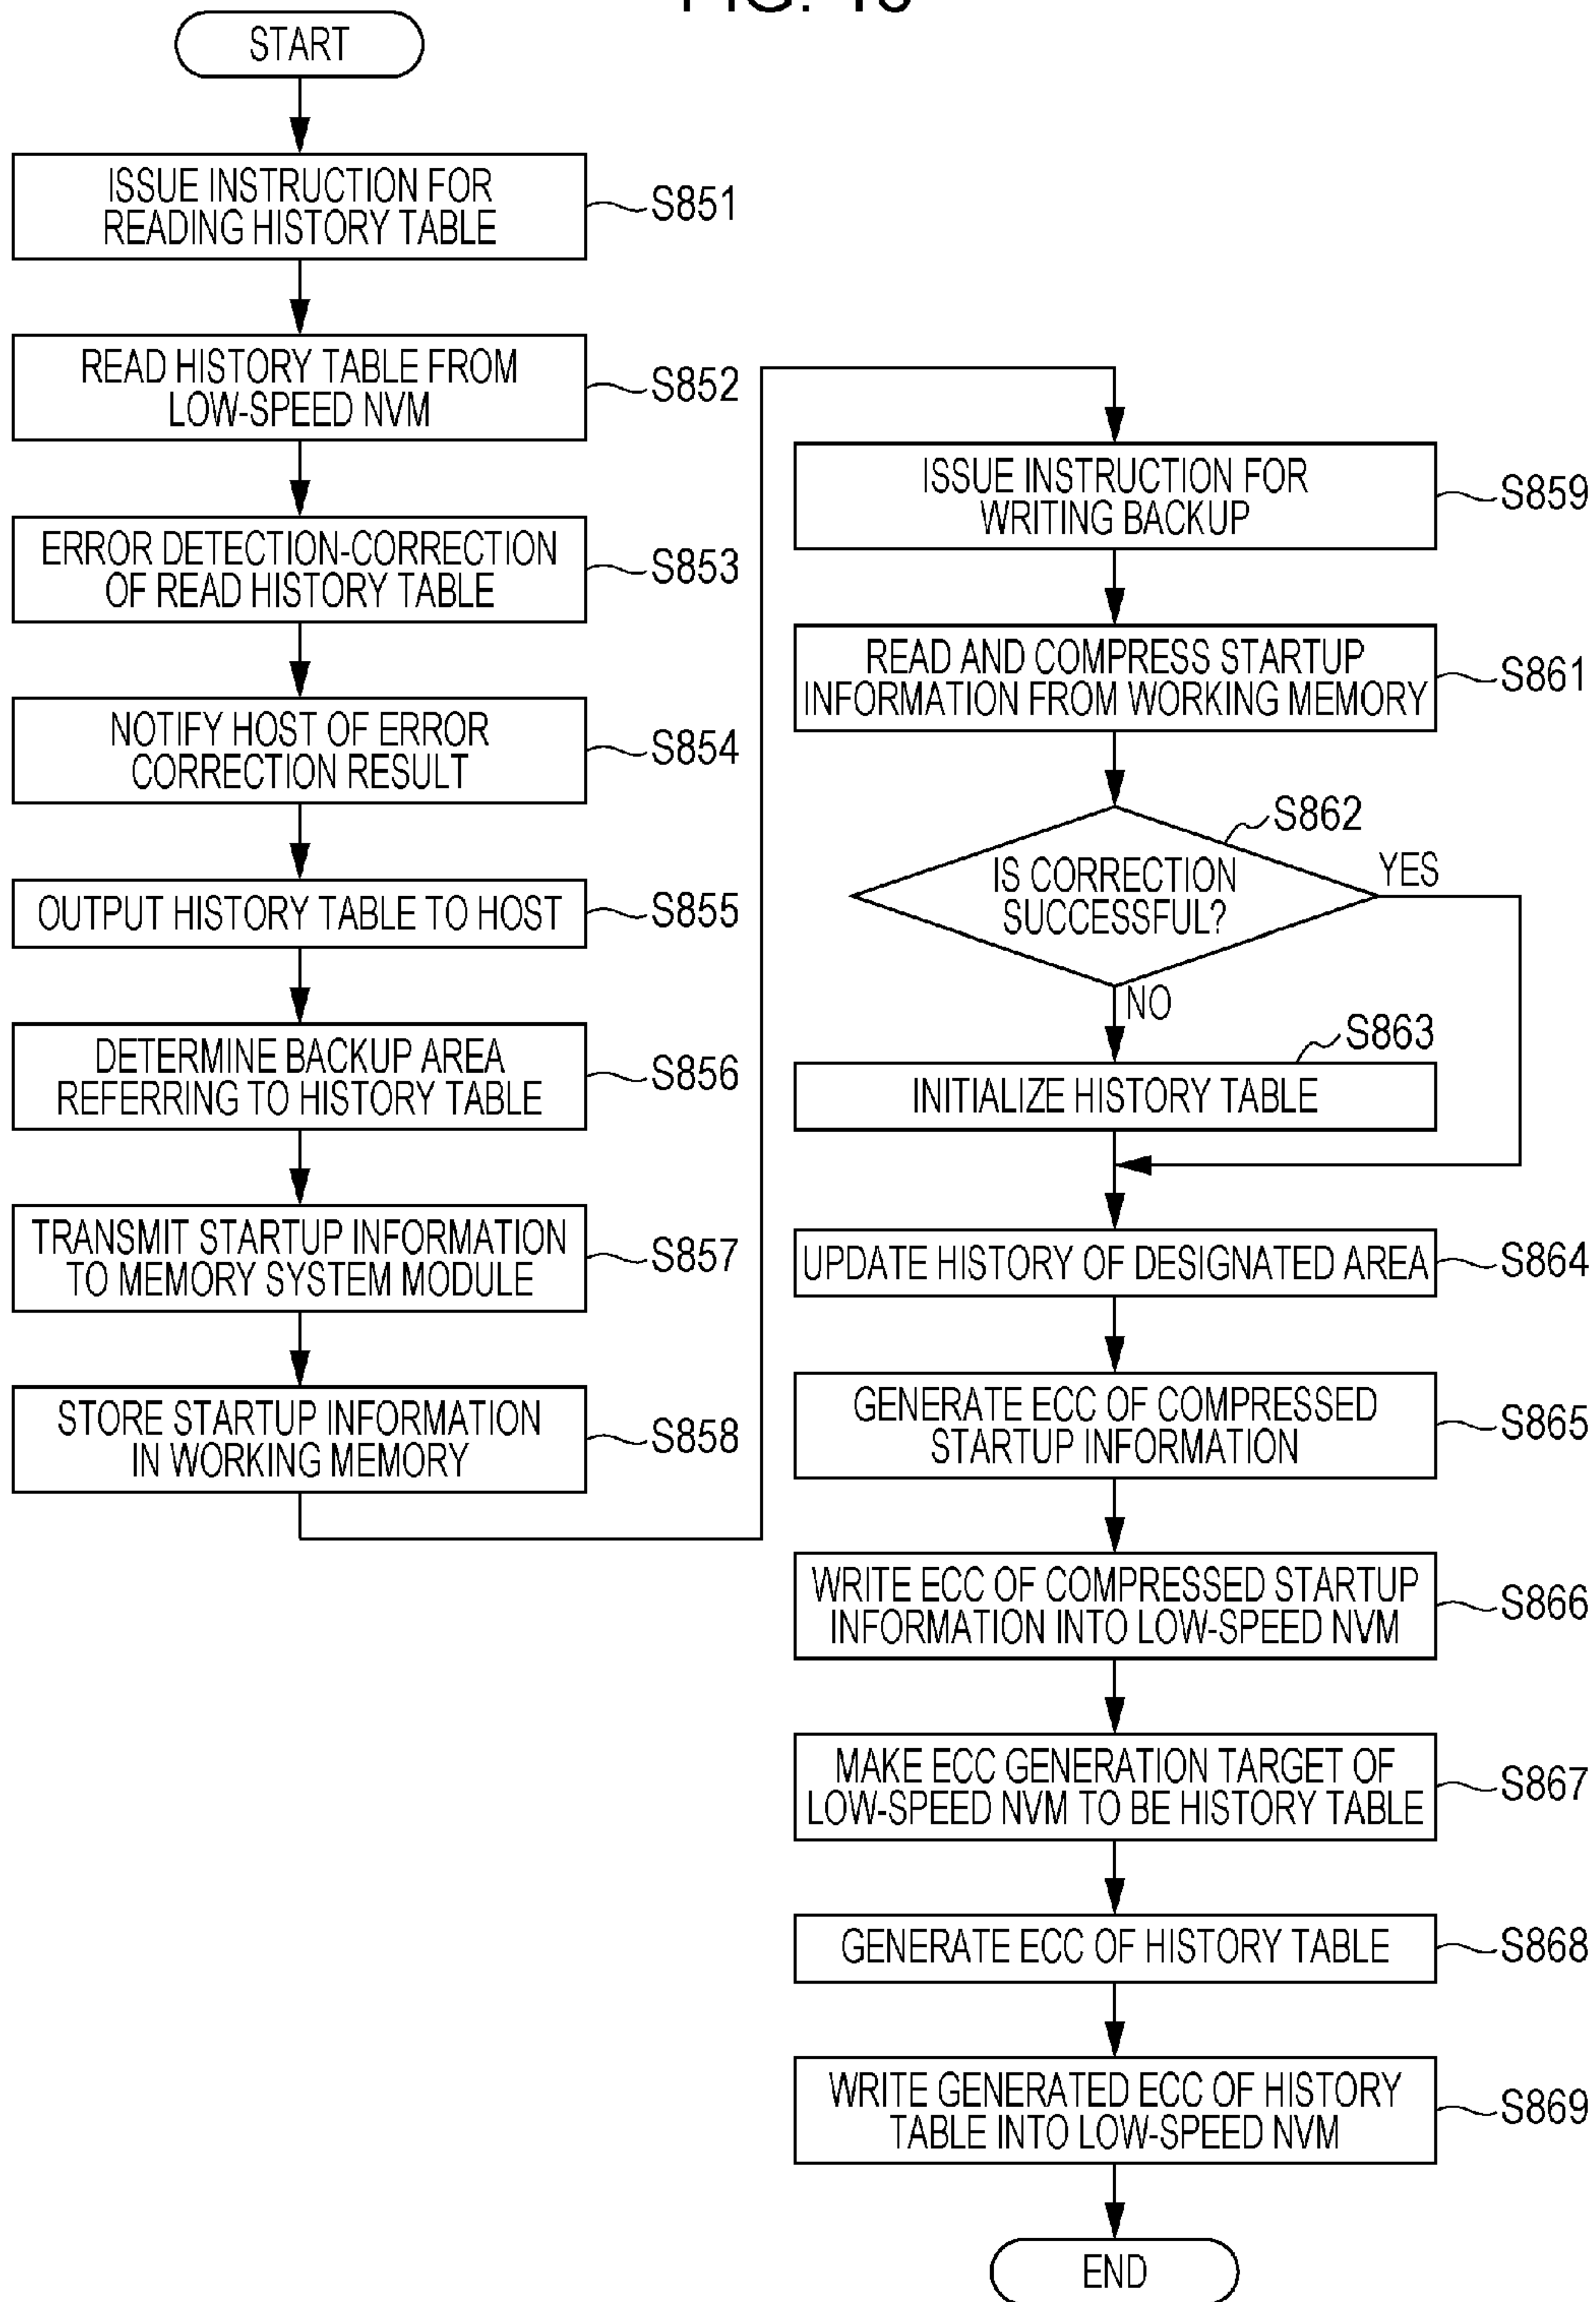 START
ISSUE INSTRUCTION FOR
READING HISTORY TABLE
S851
READ HISTORY TABLE FROM
LOW-SPEED NVM
S852
ERROR DETECTION-CORRECTION
OF READ HISTORY TABLE
S853
NOTIFY HOST OF ERROR
CORRECTION RESULT
S854
OUTPUT HISTORY TABLE TO HOST
S855
DETERMINE BACKUP AREA
REFERRING TO HISTORY TABLE
S856
TRANSMIT STARTUP INFORMATION
TO MEMORY SYSTEM MODULE
S857
STORE STARTUP INFORMATION
IN WORKING MEMORY
S858
ISSUE INSTRUCTION FOR
WRITING BACKUP
S859
READ AND COMPRESS STARTUP
INFORMATION FROM WORKING MEMORY
S861
S862
IS CORRECTION
SUCCESSFUL?
YES
NO
S863
INITIALIZE HISTORY TABLE
UPDATE HISTORY OF DESIGNATED AREA
S864
GENERATE ECC OF COMPRESSED
STARTUP INFORMATION
S865
WRITE ECC OF COMPRESSED STARTUP
INFORMATION INTO LOW-SPEED NVM
S866
MAKE ECC GENERATION TARGET OF
LOW-SPEED NVM TO BE HISTORY TABLE
S867
GENERATE ECC OF HISTORY TABLE
S868
WRITE GENERATED ECC OF HISTORY
TABLE INTO LOW-SPEED NVM
S869
END